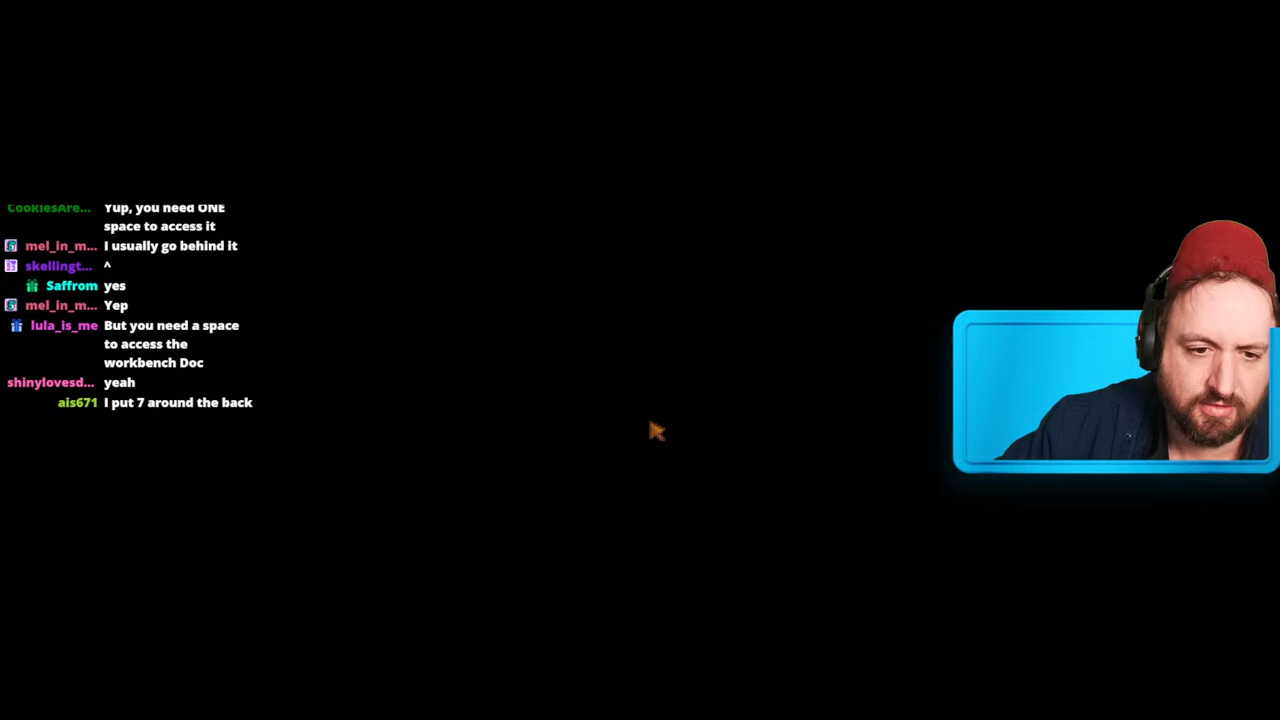 CookiesAre... Yup, you need ONE
space to access it
mel_in_m... I usually go behind it
skellingt... ^
Saffrom yes
mel_in_m... Yep
lula_is_me But you need a space
to access the
workbench Doc
shinylovesd... yeah
ais671 I put 7 around the back